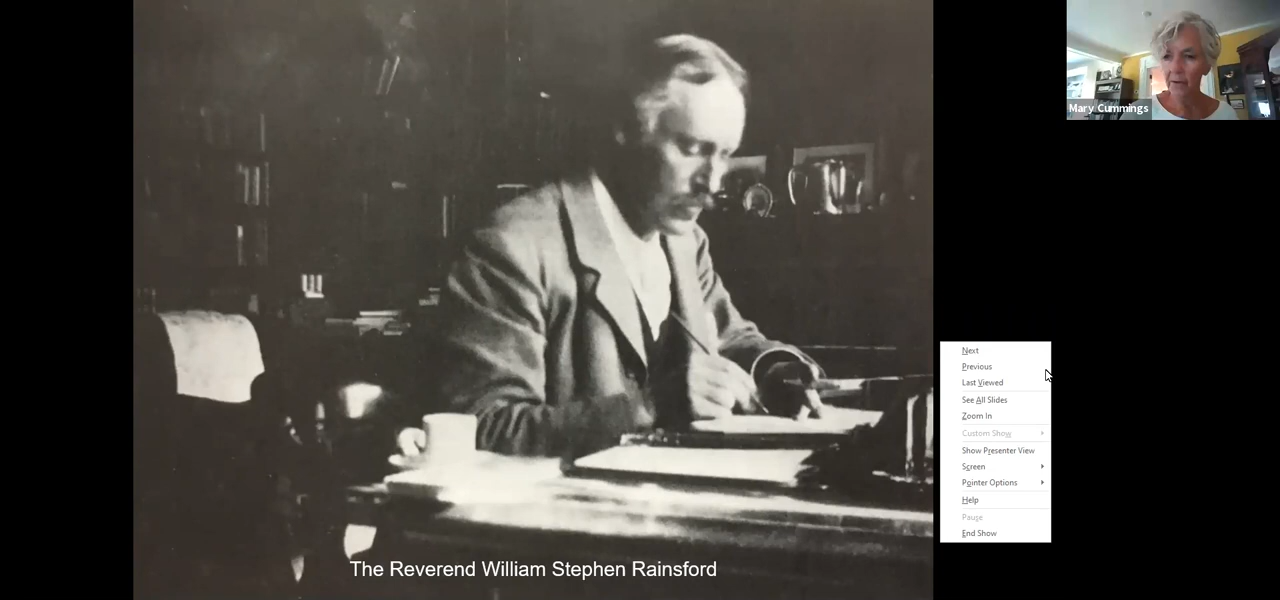 Mary Cummings
Next
Previous
Last Viewed
See All Slides
Zoom In
Custom Show
Show Presenter View
Screen
Pointer Options
Help
Pause
End Show
The Reverend William Stephen Rainsford